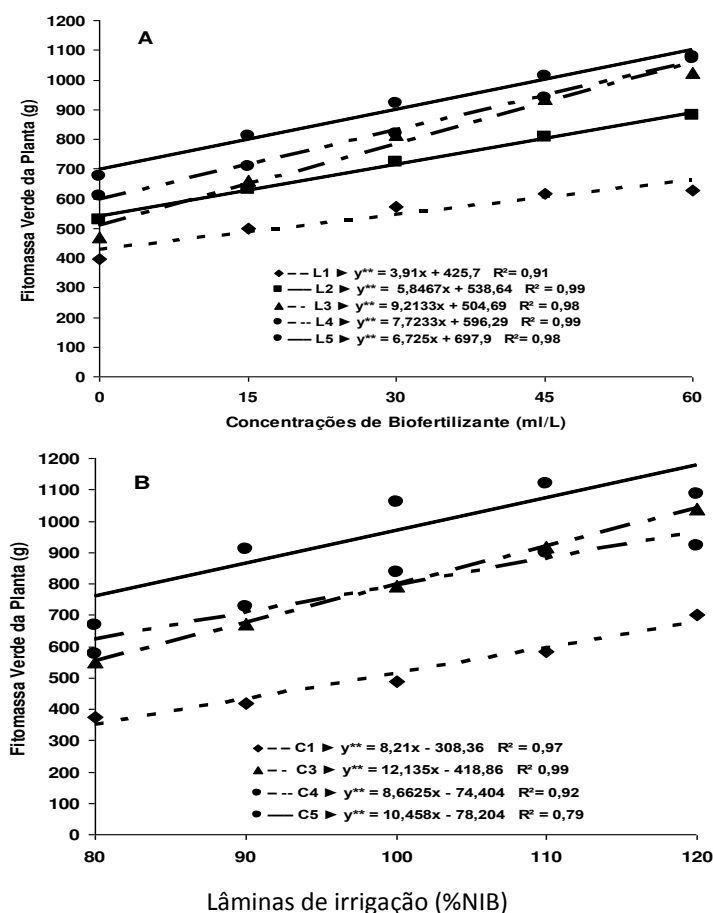 A
Fitomassa Verde da Planta (g)
1200
1100
1000
900
800
700
600
500
400
300
200
100
0
L1 ► y** = 3,91x + 425,7 R²= 0,91
L2 ► y** = 5,8467x + 538,64 R² = 0,99
L3 ► y** = 9,2133x + 504,69 R² = 0,98
L4 ► y** = 7,7233x + 596,29 R² = 0,99
L5 ► y** = 6,725x + 697,9 R²= 0,98
0 15 30 45 60
Concentrações de Biofertilizante (ml/L)
B
Fitomassa Verde da Planta (g)
1200
1100
1000
900
800
700
600
500
400
300
200
100
0
C1 ► y** = 8,21x - 308,36 R² = 0,97
C3 ► y** = 12,135x - 418,86 R² 0,99
C4 ► y** = 8,6625x - 74,404 R² = 0,92
C5 ► y** = 10,458x - 78,204 R² = 0,79
80 90 100 110 120
Lâminas de irrigação (%NIB)